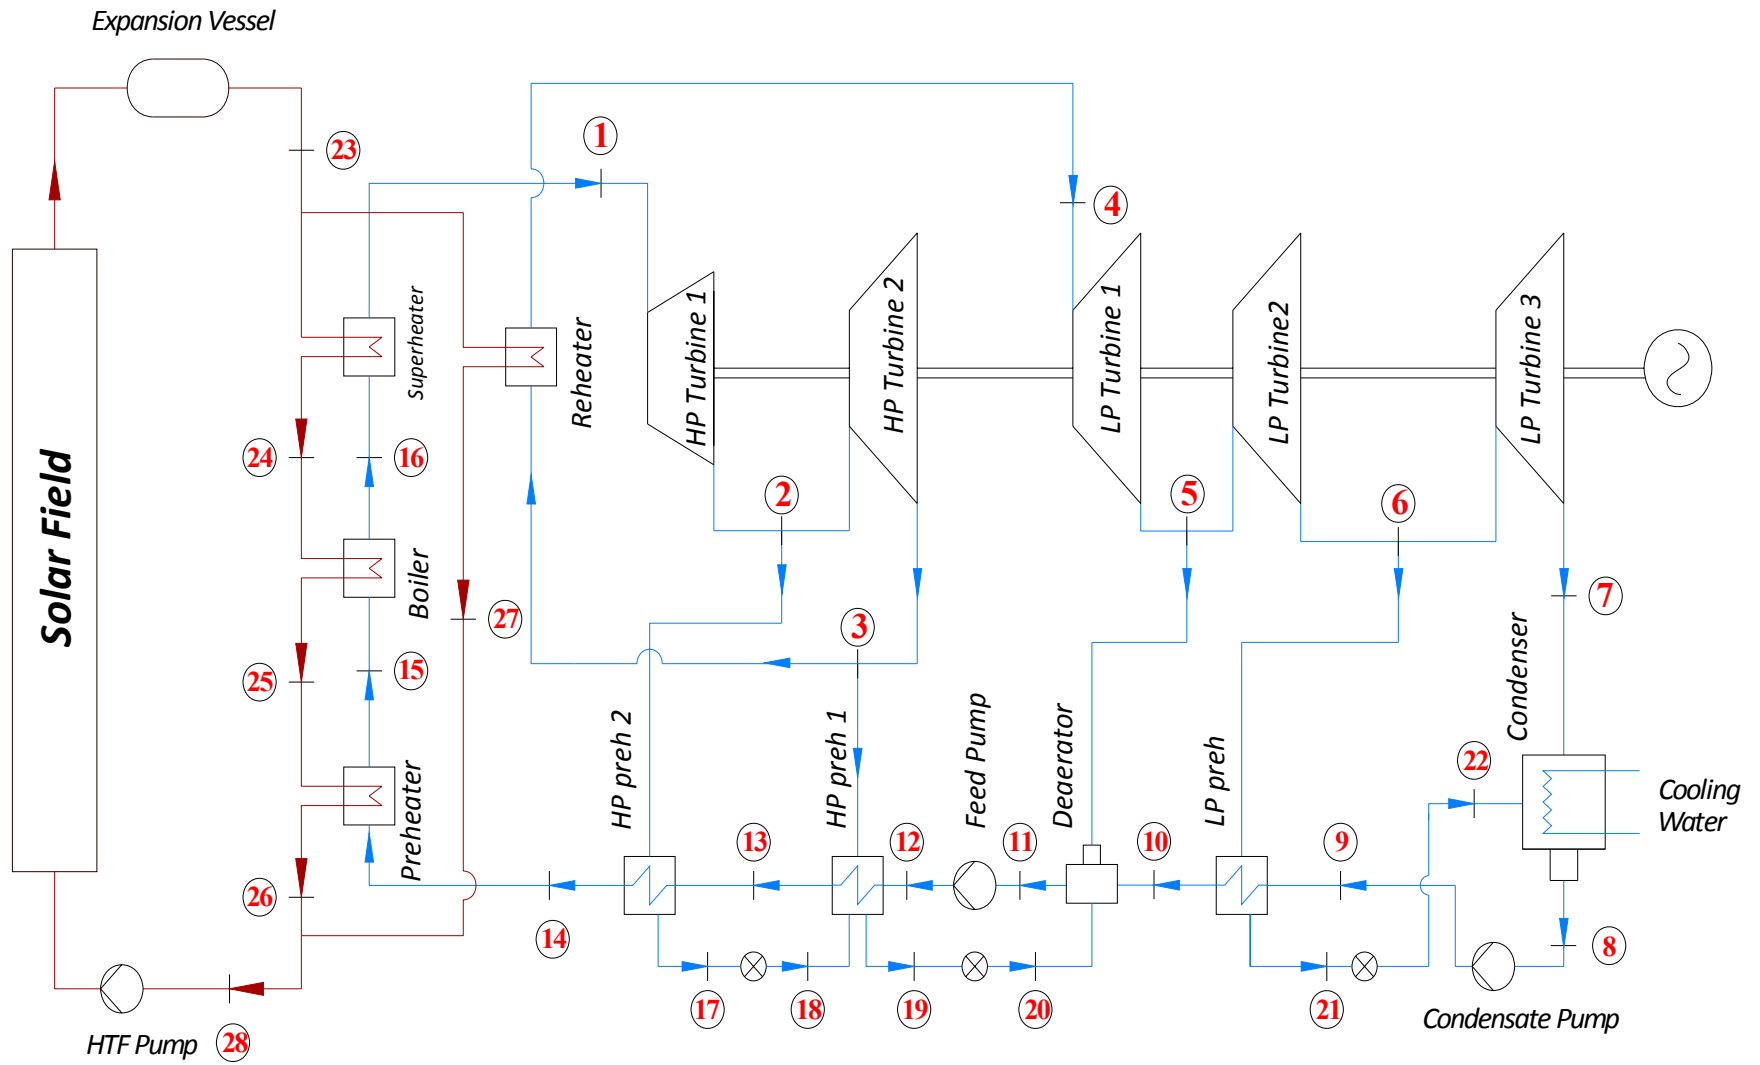 Expansion Vessel
23
1
4
Superheater
Reheater
HP Turbine 1
HP Turbine 2
LP Turbine 1
LP Turbine2
LP Turbine 3
Solar Field
24
16
2
5
6
Boiler
27
7
3
25
15
Condenser
HP preh 2
HP preh 1
Feed Pump
Deaerator
LP preh
22
Cooling
Water
Preheater
13
12
11
10
9
26
14
8
17
18
19
20
21
HTF Pump
28
Condensate Pump